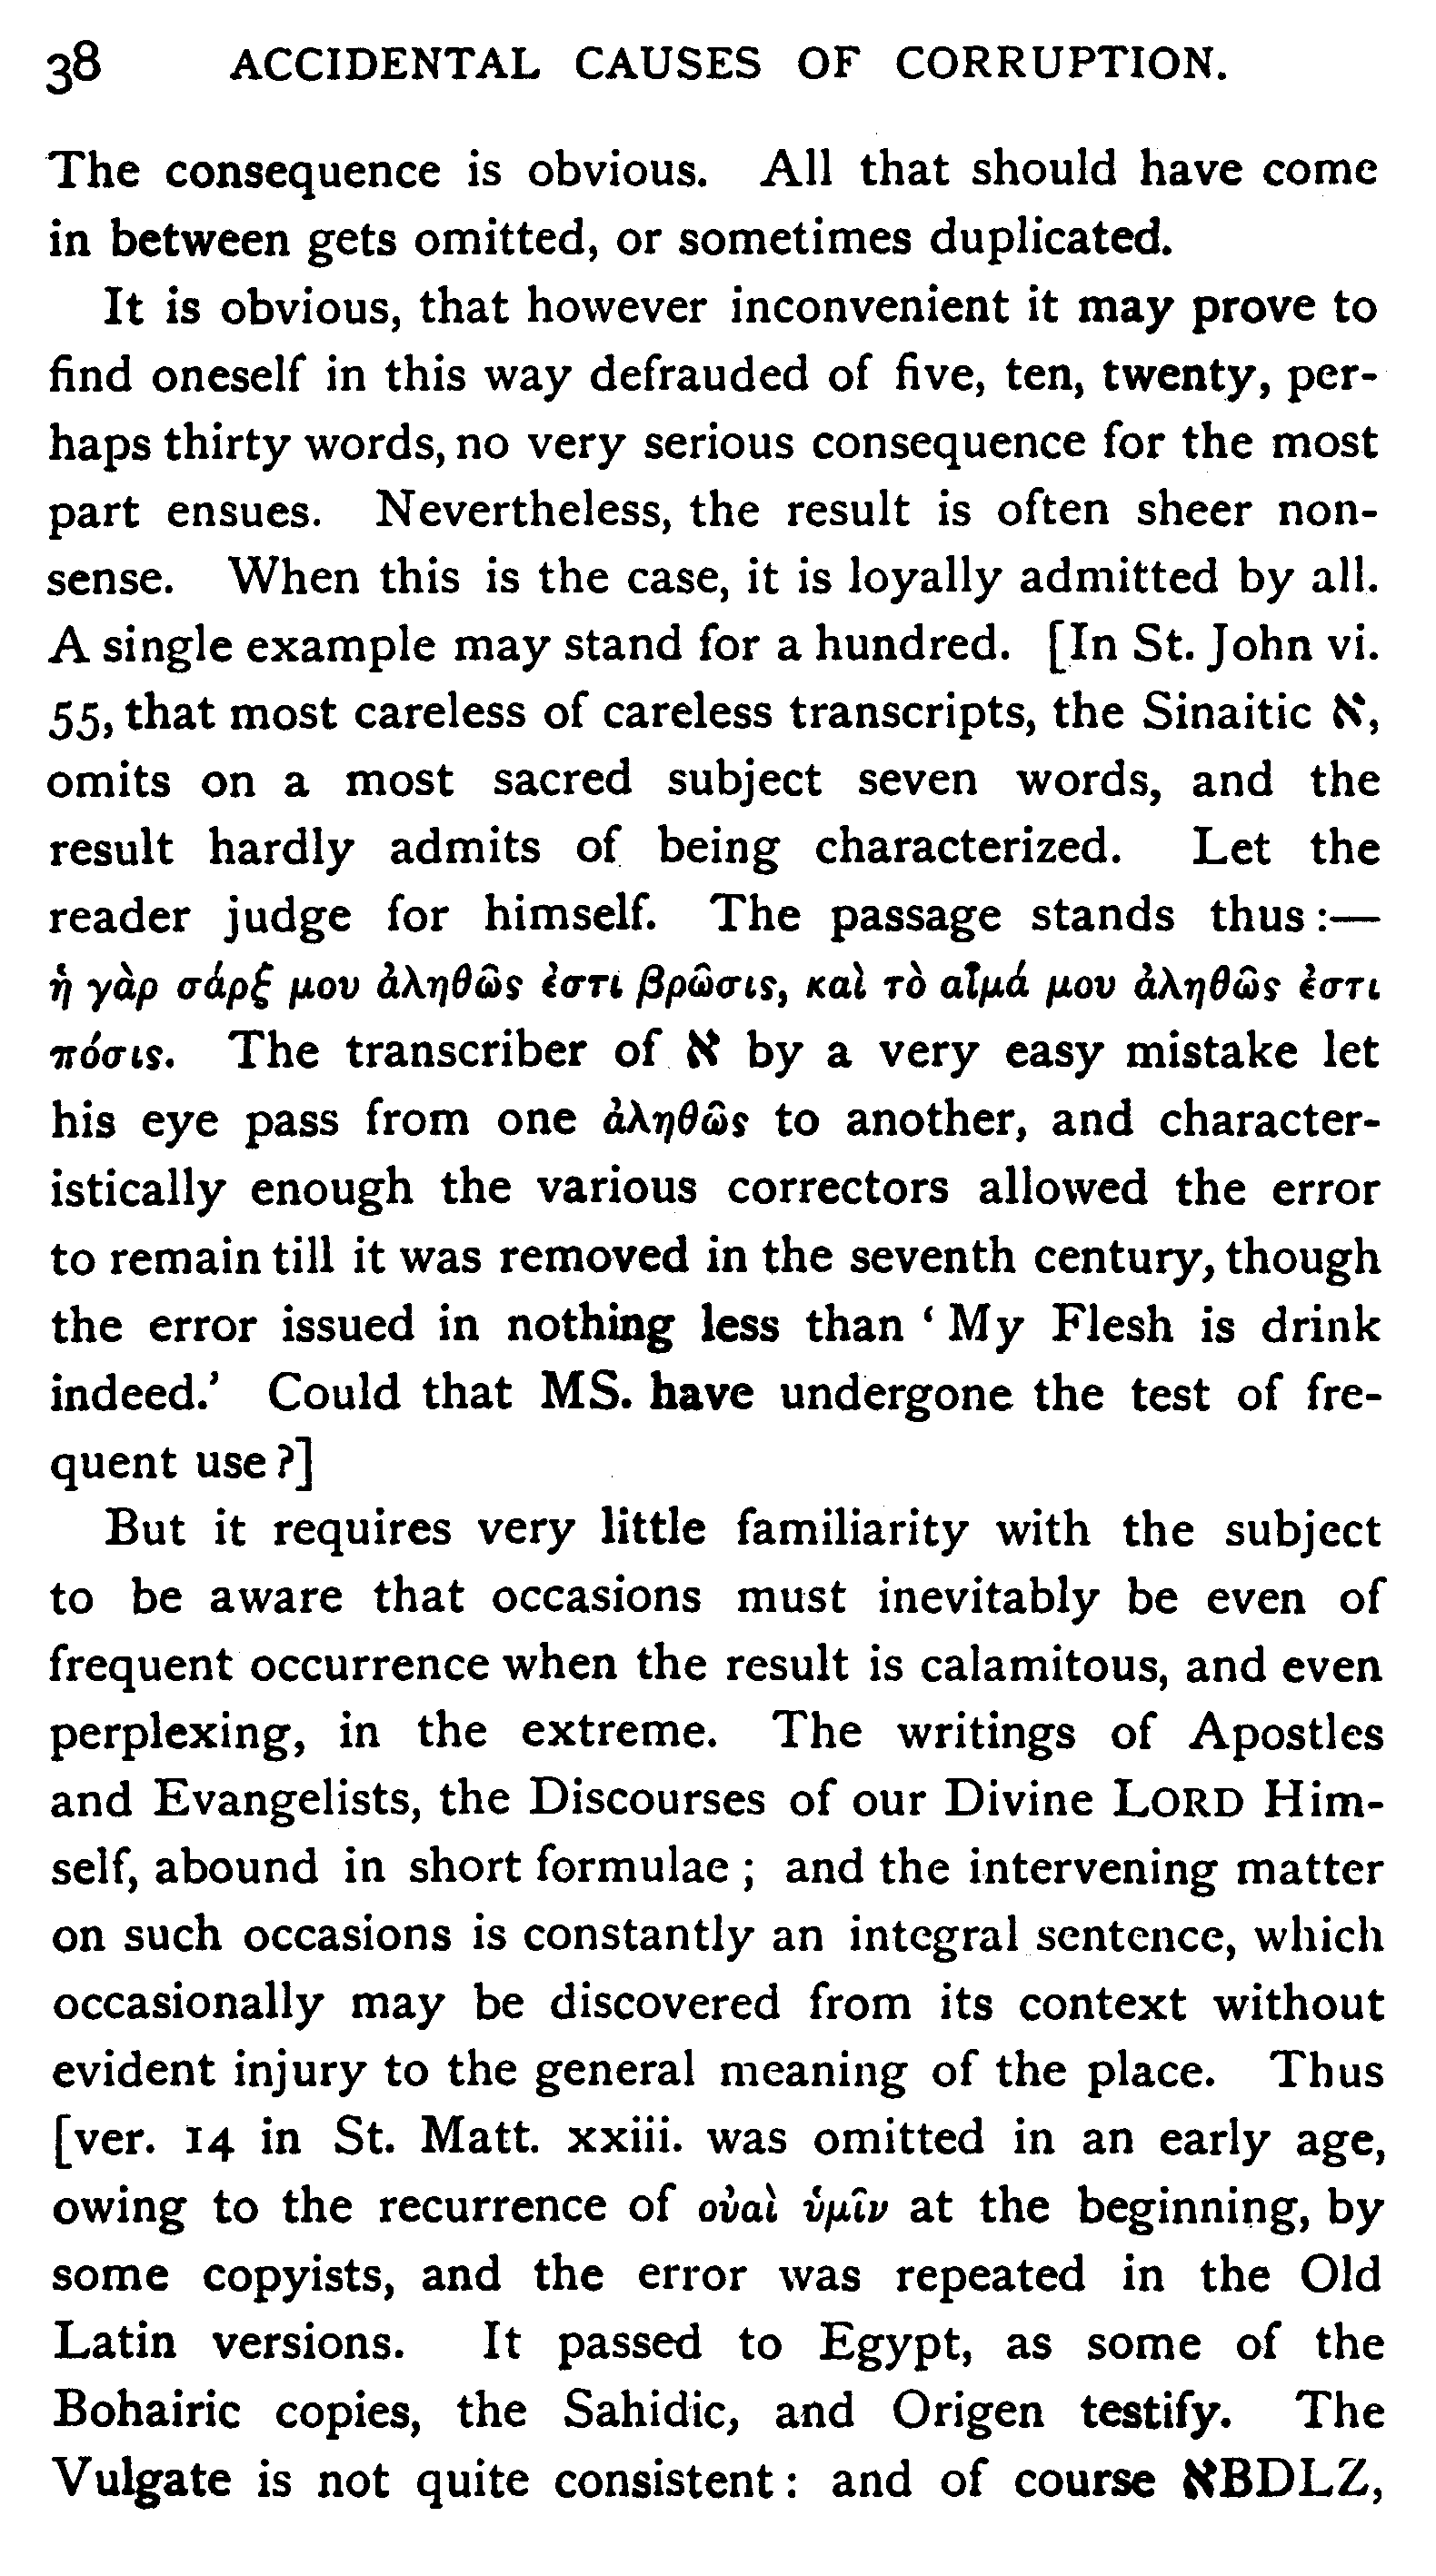 38 ACCIDENTAL CAUSES OF CORRUPTION.
The consequence is obvious. All that should have come
in between gets omitted, or sometimes duplicated.
It is obvious, that however inconvenient it may prove to
find oneself in this way defrauded of five, ten, twenty, per-
haps thirty words, no very serious consequence for the most
part ensues. Nevertheless, the result is often sheer non-
sense. When this is the case, it is loyally admitted by all.
A single example may stand for a hundred. [In St. John vi.
55, that most careless of careless transcripts, the Sinaitic א,
omits on a most sacred subject seven words, and the
result hardly admits of being characterized. Let the
reader judge for himself. The passage stands thus:—
ἡ γὰρ σάρξ μου ἀληθῶς ἐστι βρῶσις, καὶ τὸ αἷμά μου ἀληθῶς ἐστι
πόσις. The transcriber of א by a very easy mistake let
his eye pass from one ἀληθῶς to another, and character-
istically enough the various correctors allowed the error
to remain till it was removed in the seventh century, though
the error issued in nothing less than ‘My Flesh is drink
indeed.’ Could that MS. have undergone the test of fre-
quent use?]
But it requires very little familiarity with the subject
to be aware that occasions must inevitably be even of
frequent occurrence when the result is calamitous, and even
perplexing, in the extreme. The writings of Apostles
and Evangelists, the Discourses of our Divine LORD Him-
self, abound in short formulae; and the intervening matter
on such occasions is constantly an integral sentence, which
occasionally may be discovered from its context without
evident injury to the general meaning of the place. Thus
[ver. 14 in St. Matt. xxiii. was omitted in an early age,
owing to the recurrence of οὐαὶ ὑμῖν at the beginning, by
some copyists, and the error was repeated in the Old
Latin versions. It passed to Egypt, as some of the
Bohairic copies, the Sahidic, and Origen testify. The
Vulgate is not quite consistent: and of course אBDLZ,